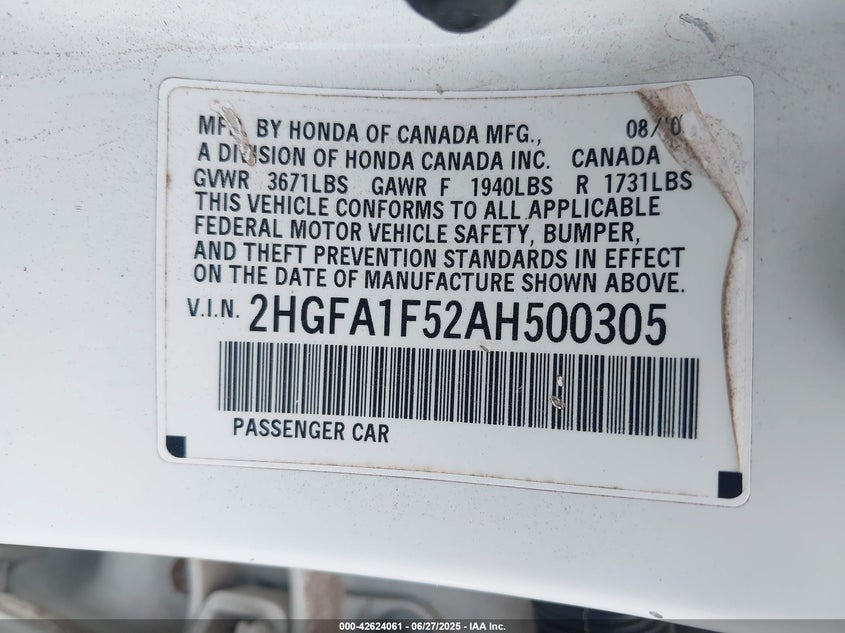 MFD BY HONDA OF CANADA MFG., 08/0
A DIVISION OF HONDA CANADA INC. CANADA
GVWR 3671LBS GAWR F 1940LBS R 1731LBS
THIS VEHICLE CONFORMS TO ALL APPLICABLE
FEDERAL MOTOR VEHICLE SAFETY, BUMPER,
AND THEFT PREVENTION STANDARDS IN EFFECT
ON THE DATE OF MANUFACTURE SHOWN ABOVE.
V.I.N. 2HGFA1F52AH500305
PASSENGER CAR
000-42624061 - 06/27/2025 - IAA Inc.